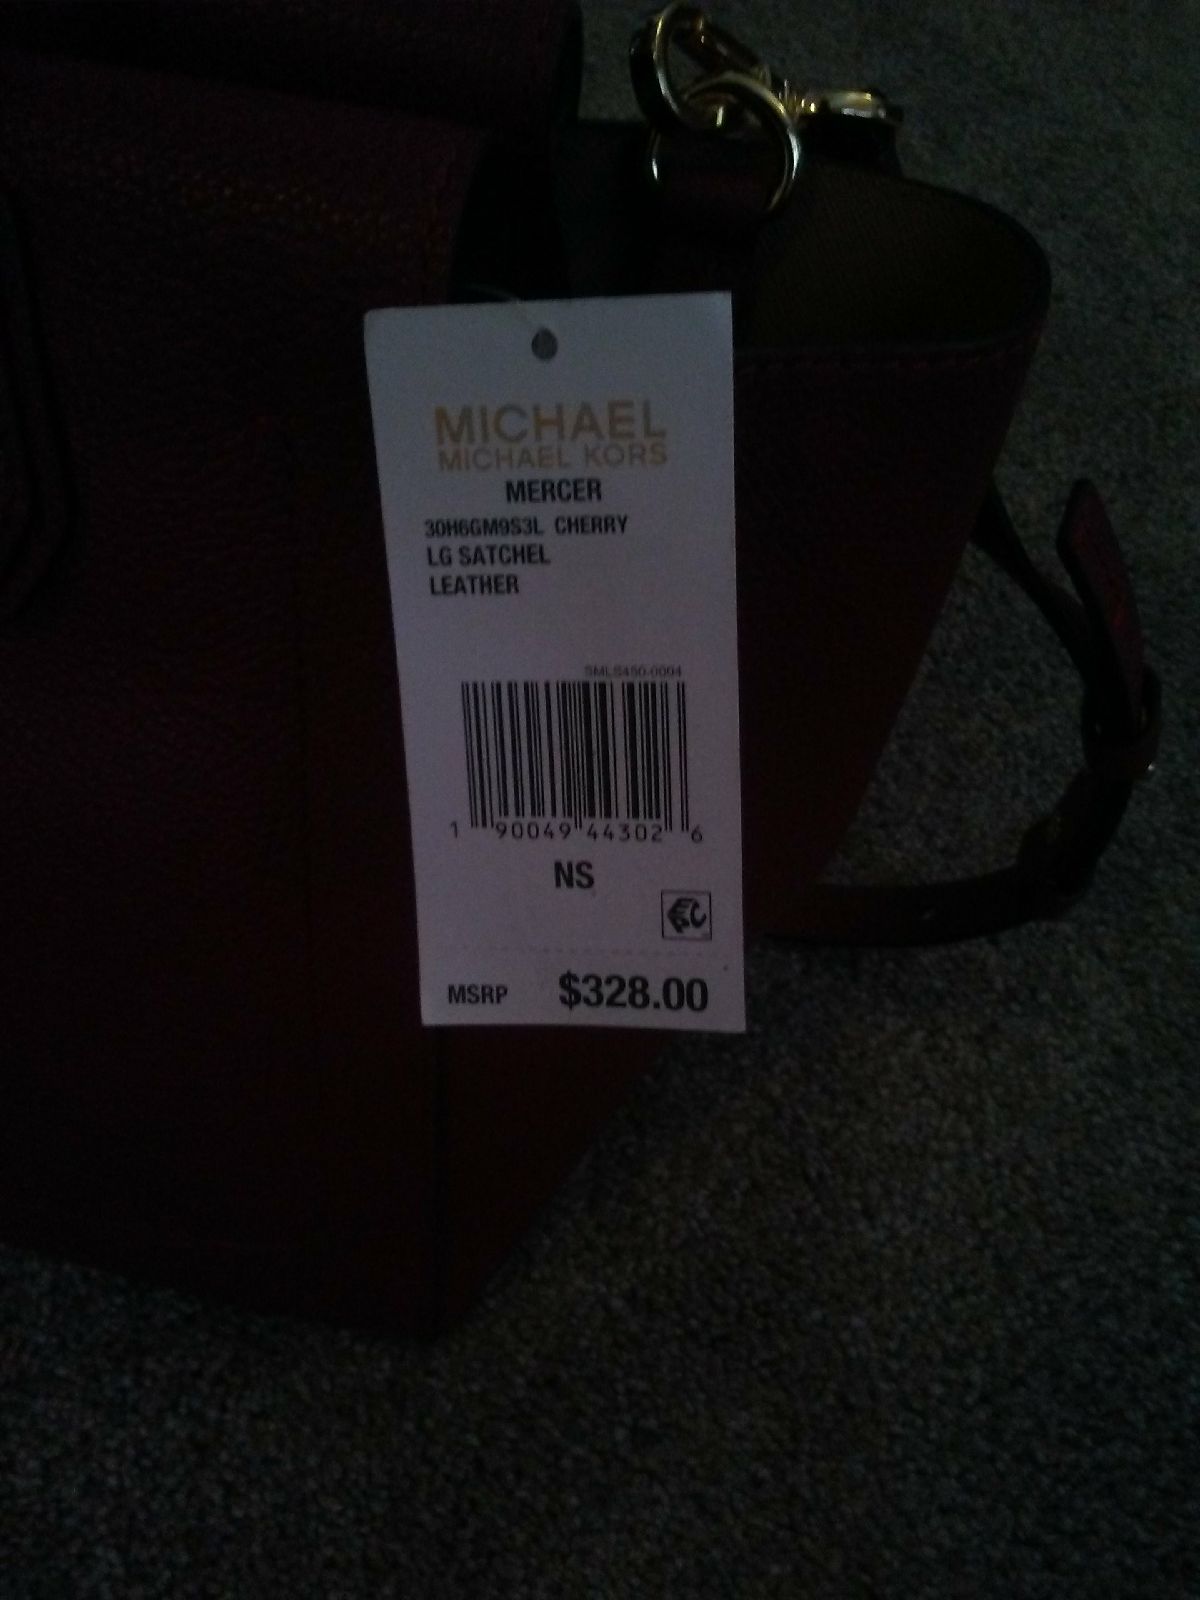 MICHAEL
MICHAEL KORS
MERCER
30H6GM9S3L CHERRY
LG SATCHEL
LEATHER
1 90049 44302 6
NS
MSRP $328.00